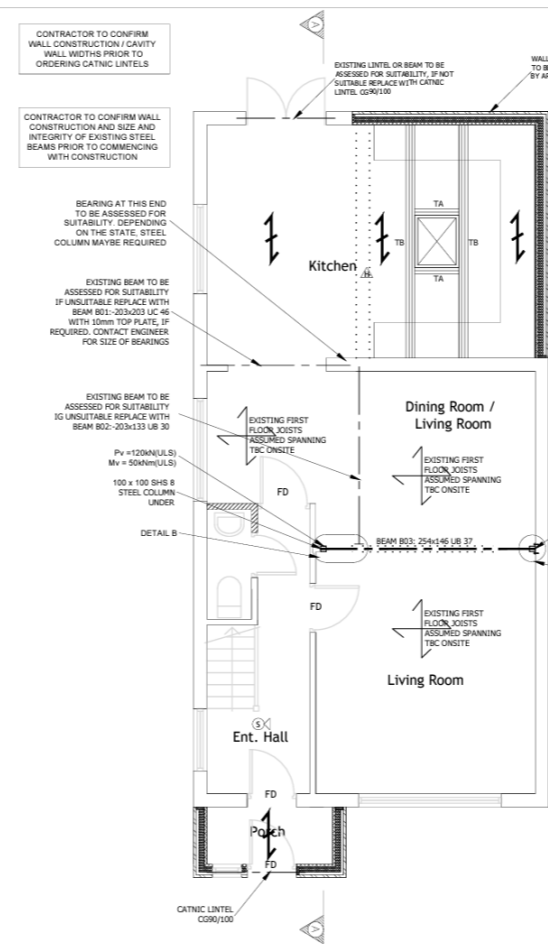 CONTRACTOR TO CONFIRM
WALL CONSTRUCTION / CAVITY
WALL WIDTHS PRIOR TO
ORDERING CATNIC LINTELS
CONTRACTOR TO CONFIRM WALL
CONSTRUCTION AND SIZE AND
INTEGRITY OF EXISTING STEEL
BEAMS PRIOR TO COMMENCING
WITH CONSTRUCTION
A
EXISTING LINTEL OR BEAM TO BE
ASSESSED FOR SUITABILITY, IF NOT
SUITABLE REPLACE WITH CATNIC
LINTEL CG90/100
WALL
TO BE
BY AR
BEARING AT THIS END
TO BE ASSESSED FOR
SUITABILITY. DEPENDING
ON THE STATE, STEEL
COLUMN MAYBE REQUIRED
TA
TB
TB
TA
Kitchen
H
EXISTING BEAM TO BE
ASSESSED FOR SUITABILITY
IF UNSUITABLE REPLACE WITH
BEAM B01:-203x203 UC 46
WITH 10mm TOP PLATE, IF
REQUIRED. CONTACT ENGINEER
FOR SIZE OF BEARINGS
EXISTING BEAM TO BE
ASSESSED FOR SUITABILITY
IG UNSUITABLE REPLACE WITH
BEAM B02:-203x133 UB 30
Dining Room /
Living Room
EXISTING FIRST
FLOOR JOISTS
ASSUMED SPANNING
TBC ONSITE
EXISTING FIRST
FLOOR JOISTS
ASSUMED SPANNING
TBC ONSITE
Pv =120kN(ULS)
Mv = 50kNm(ULS)
100 x 100 SHS 8
STEEL COLUMN
UNDER
FD
DETAIL B
BEAM B03: 254x146 UB 37
FD
EXISTING FIRST
FLOOR JOISTS
ASSUMED SPANNING
TBC ONSITE
Living Room
S
Ent. Hall
FD
Porch
FD
CATNIC LINTEL
CG90/100
A